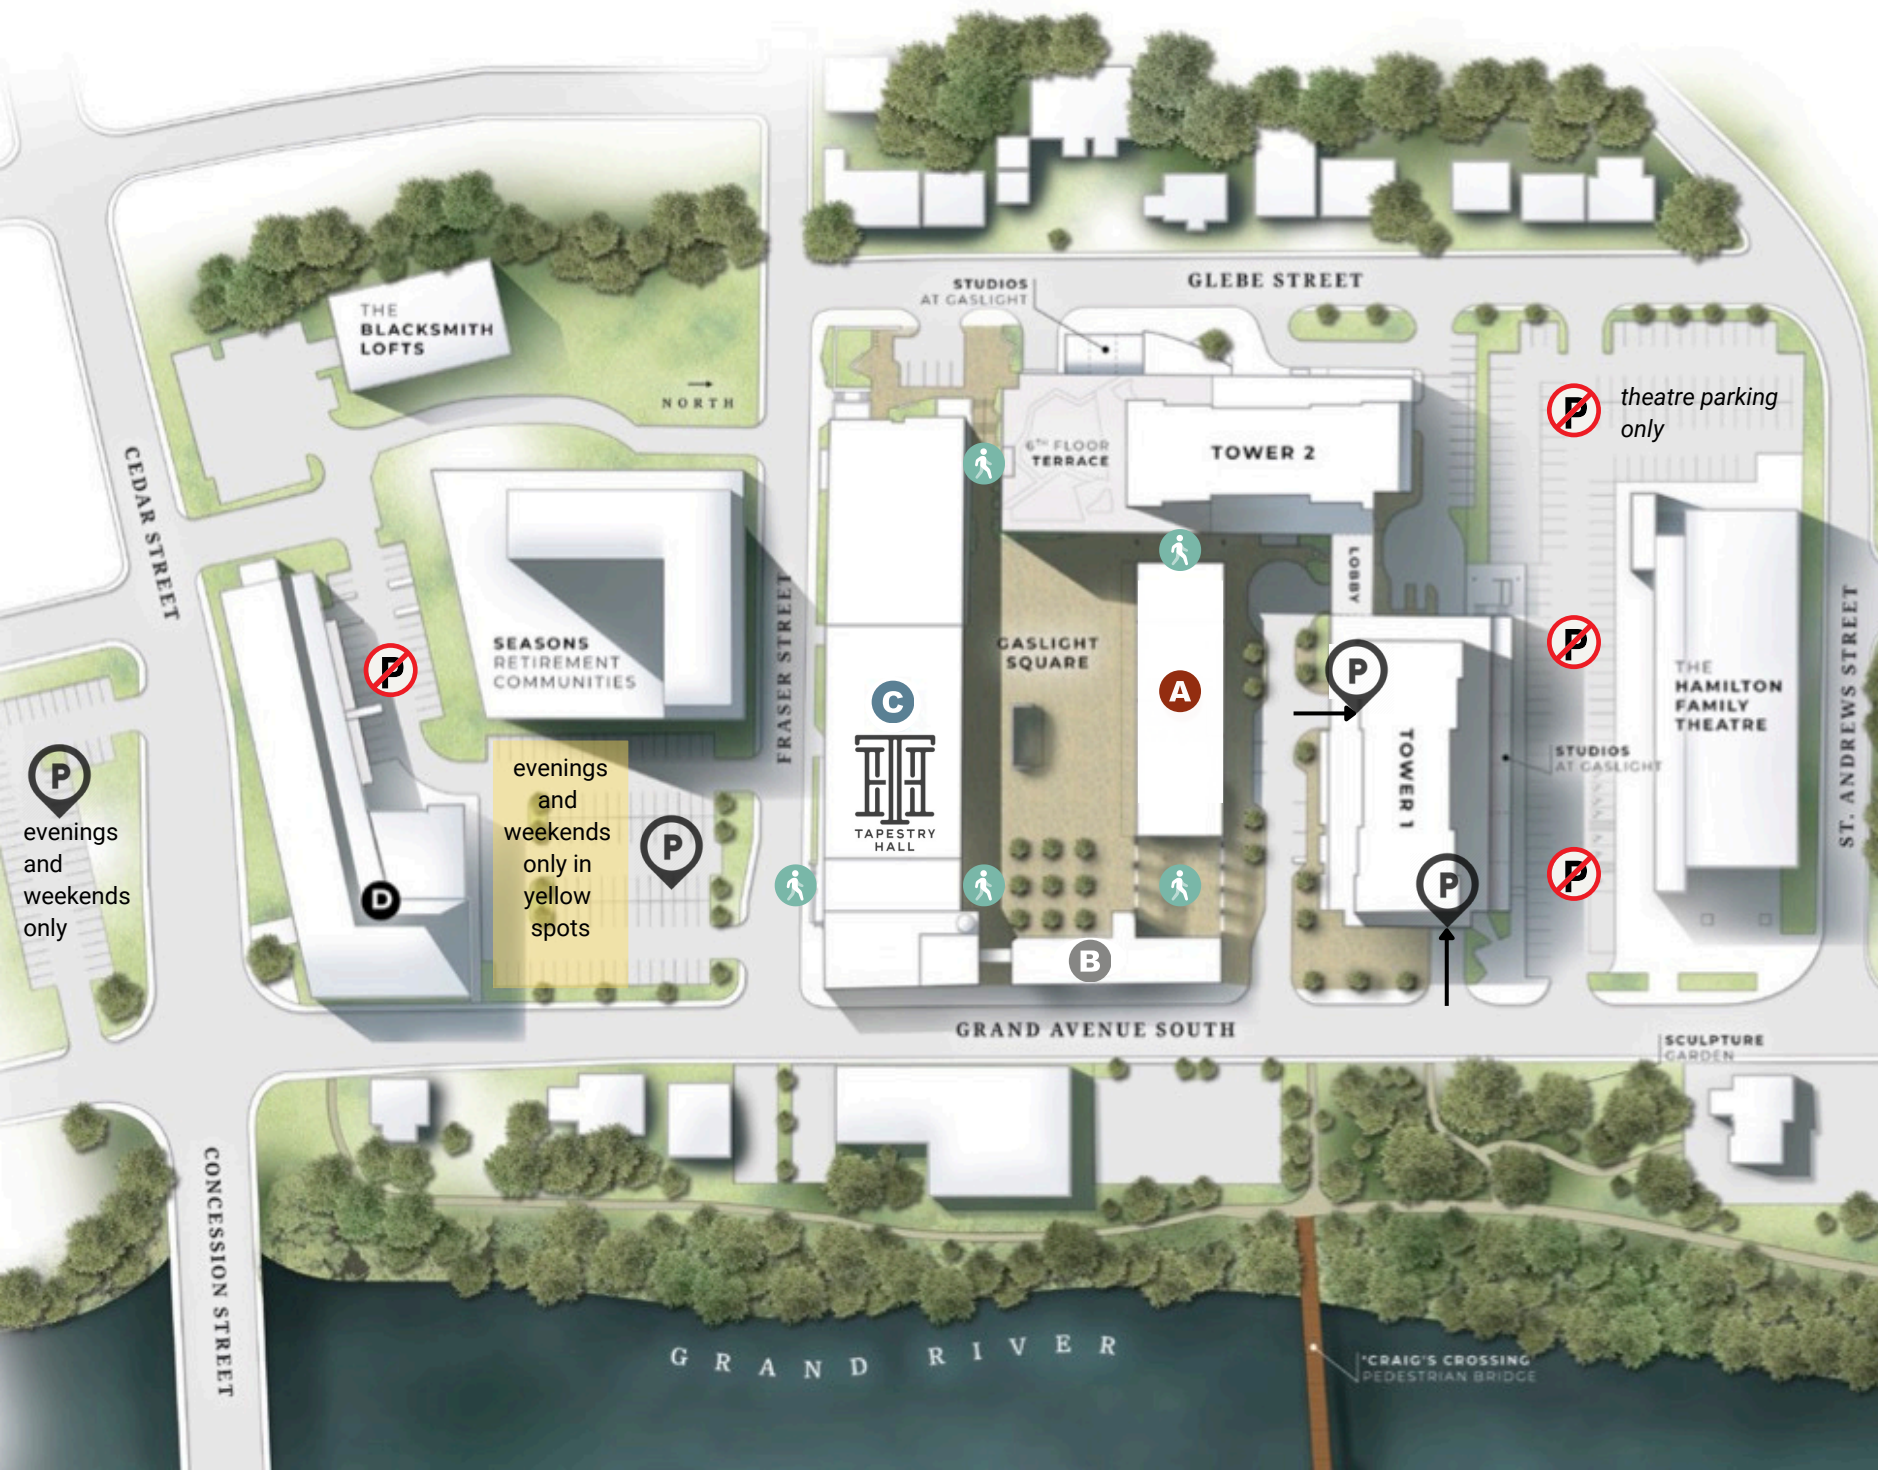 STUDIOS
AT GASLIGHT
GLEBE STREET
THE
BLACKSMITH
LOFTS
NORTH
P
theatre parking
only
6TH FLOOR
TERRACE
TOWER 2
CEDAR STREET
LOBBY
SEASONS
RETIREMENT
COMMUNITIES
P
FRASER STREET
GASLIGHT
SQUARE
C
A
P
P
THE
HAMILTON
FAMILY
THEATRE
ST. ANDREWS STREET
TAPESTRY
HALL
TOWER 1
STUDIOS
AT GASLIGHT
P
evenings
and
weekends
only
evenings
and
weekends
only in
yellow
spots
P
D
B
P
P
GRAND AVENUE SOUTH
SCULPTURE
GARDEN
CONCESSION STREET
GRAND RIVER
'CRAIG'S CROSSING
PEDESTRIAN BRIDGE